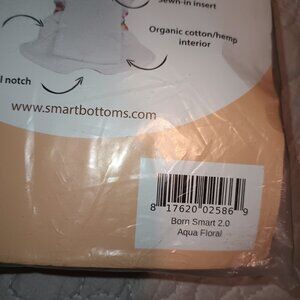 Sewn-in insert
Organic cotton/hemp
interior
l notch
www.smartbottoms.com
8 17620 02586 9
Born Smart 2.0
Aqua Floral